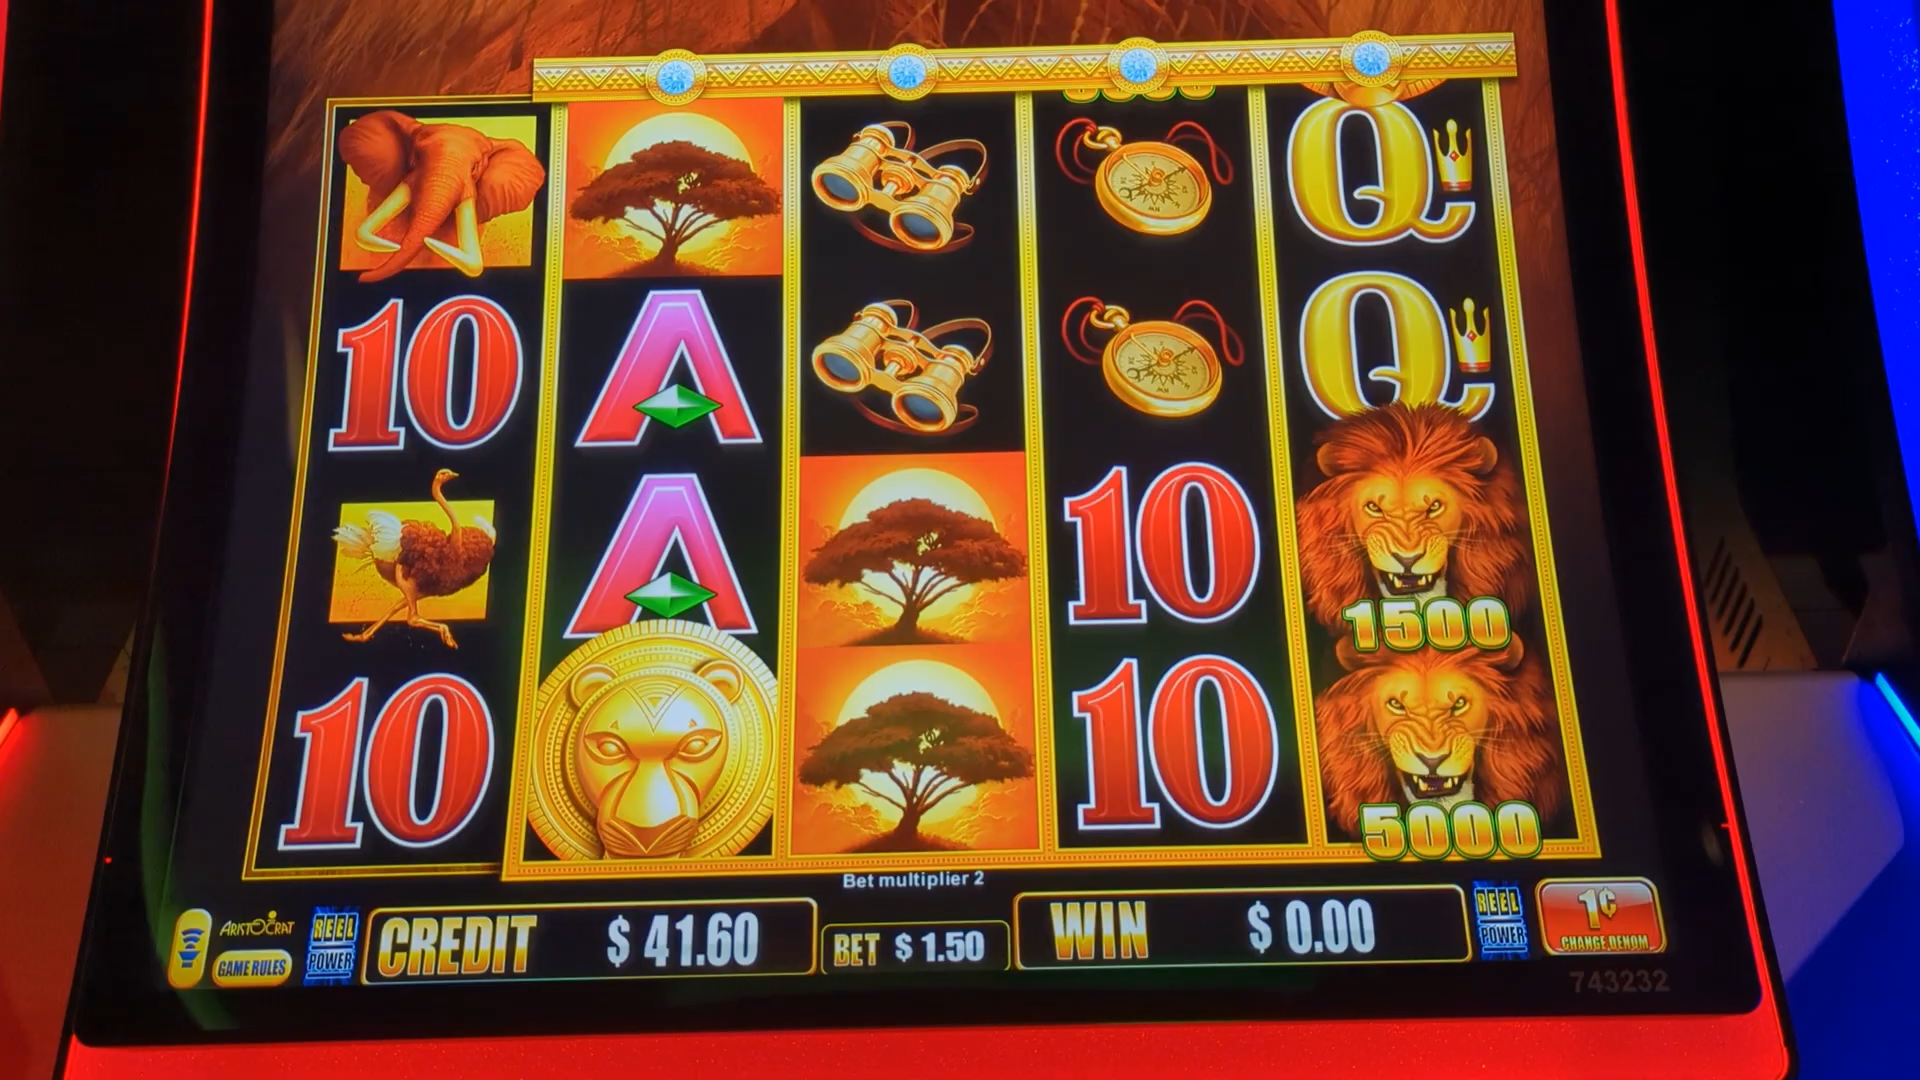 Q
10
A
Q
A
10
1500
10
10
5000
Bet multiplier 2
ARISTOCRAT
GAME RULES
REEL
POWER
CREDIT $ 41.60
BET $ 1.50
WIN $ 0.00
REEL
POWER
1¢
CHANGE DENOM
743232